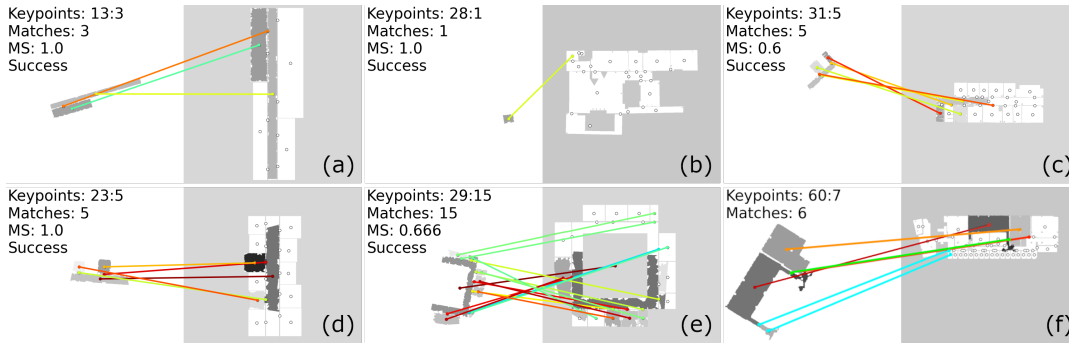 Keypoints: 13:3
Matches: 3
MS: 1.0
Success
(a)
Keypoints: 28:1
Matches: 1
MS: 1.0
Success
(b)
Keypoints: 31:5
Matches: 5
MS: 0.6
Success
(c)
Keypoints: 23:5
Matches: 5
MS: 1.0
Success
(d)
Keypoints: 29:15
Matches: 15
MS: 0.666
Success
(e)
Keypoints: 60:7
Matches: 6
(f)